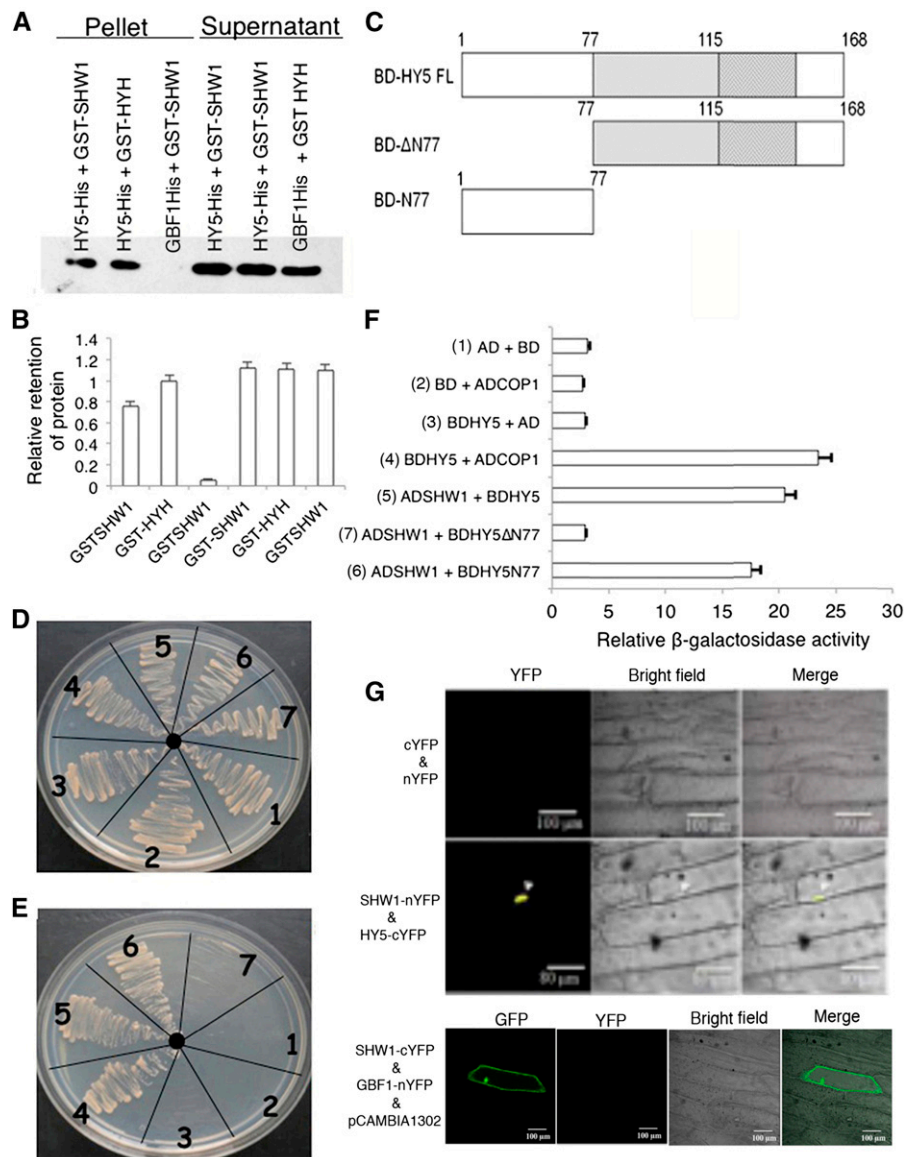 A
Pellet
Supernatant
HY5-His + GST-SHW1
HY5-His + GST-HYH
GBF1His + GST-SHW1
HY5-His + GST-SHW1
HY5-His + GST-SHW1
GBF1His + GST HYH
B
Relative retention
of protein
1.4
1.2
1
0.8
0.6
0.4
0.2
0
GSTSHW1
GST-HYH
GSTSHW1
GST-SHW1
GST-HYH
GSTSHW1
C
1 77 115 168
BD-HY5 FL
77 115 168
BD-ΔN77
1 77
BD-N77
D
1
2
3
4
5
6
7
E
1
2
3
4
5
6
7
F
(1) AD + BD
(2) BD + ADCOP1
(3) BDHY5 + AD
(4) BDHY5 + ADCOP1
(5) ADSHW1 + BDHY5
(7) ADSHW1 + BDHY5ΔN77
(6) ADSHW1 + BDHY5N77
0 5 10 15 20 25 30
Relative β-galactosidase activity
G
YFP Bright field Merge
cYFP
&
nYFP
100 µm
100 µm
100 µm
SHW1-nYFP
&
HY5-cYFP
80 µm
GFP YFP Bright field Merge
SHW1-cYFP
&
GBF1-nYFP
&
pCAMBIA1302
100 µm
100 µm
100 µm
100 µm